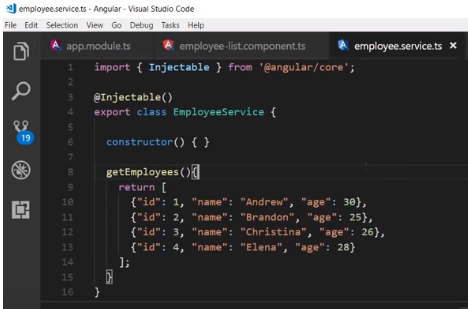 employee.service.ts - Angular - Visual Studio Code
File Edit Selection View Go Debug Tasks Help
app.module.ts employee-list.component.ts employee.service.ts ×
1 import { Injectable } from '@angular/core';
2
3 @Injectable()
4 export class EmployeeService {
5
6 constructor() { }
7
8 getEmployees(){
9 return [
10 {"id": 1, "name": "Andrew", "age": 30},
11 {"id": 2, "name": "Brandon", "age": 25},
12 {"id": 3, "name": "Christina", "age": 26},
13 {"id": 4, "name": "Elena", "age": 28}
14 ];
15 }
16 }
19